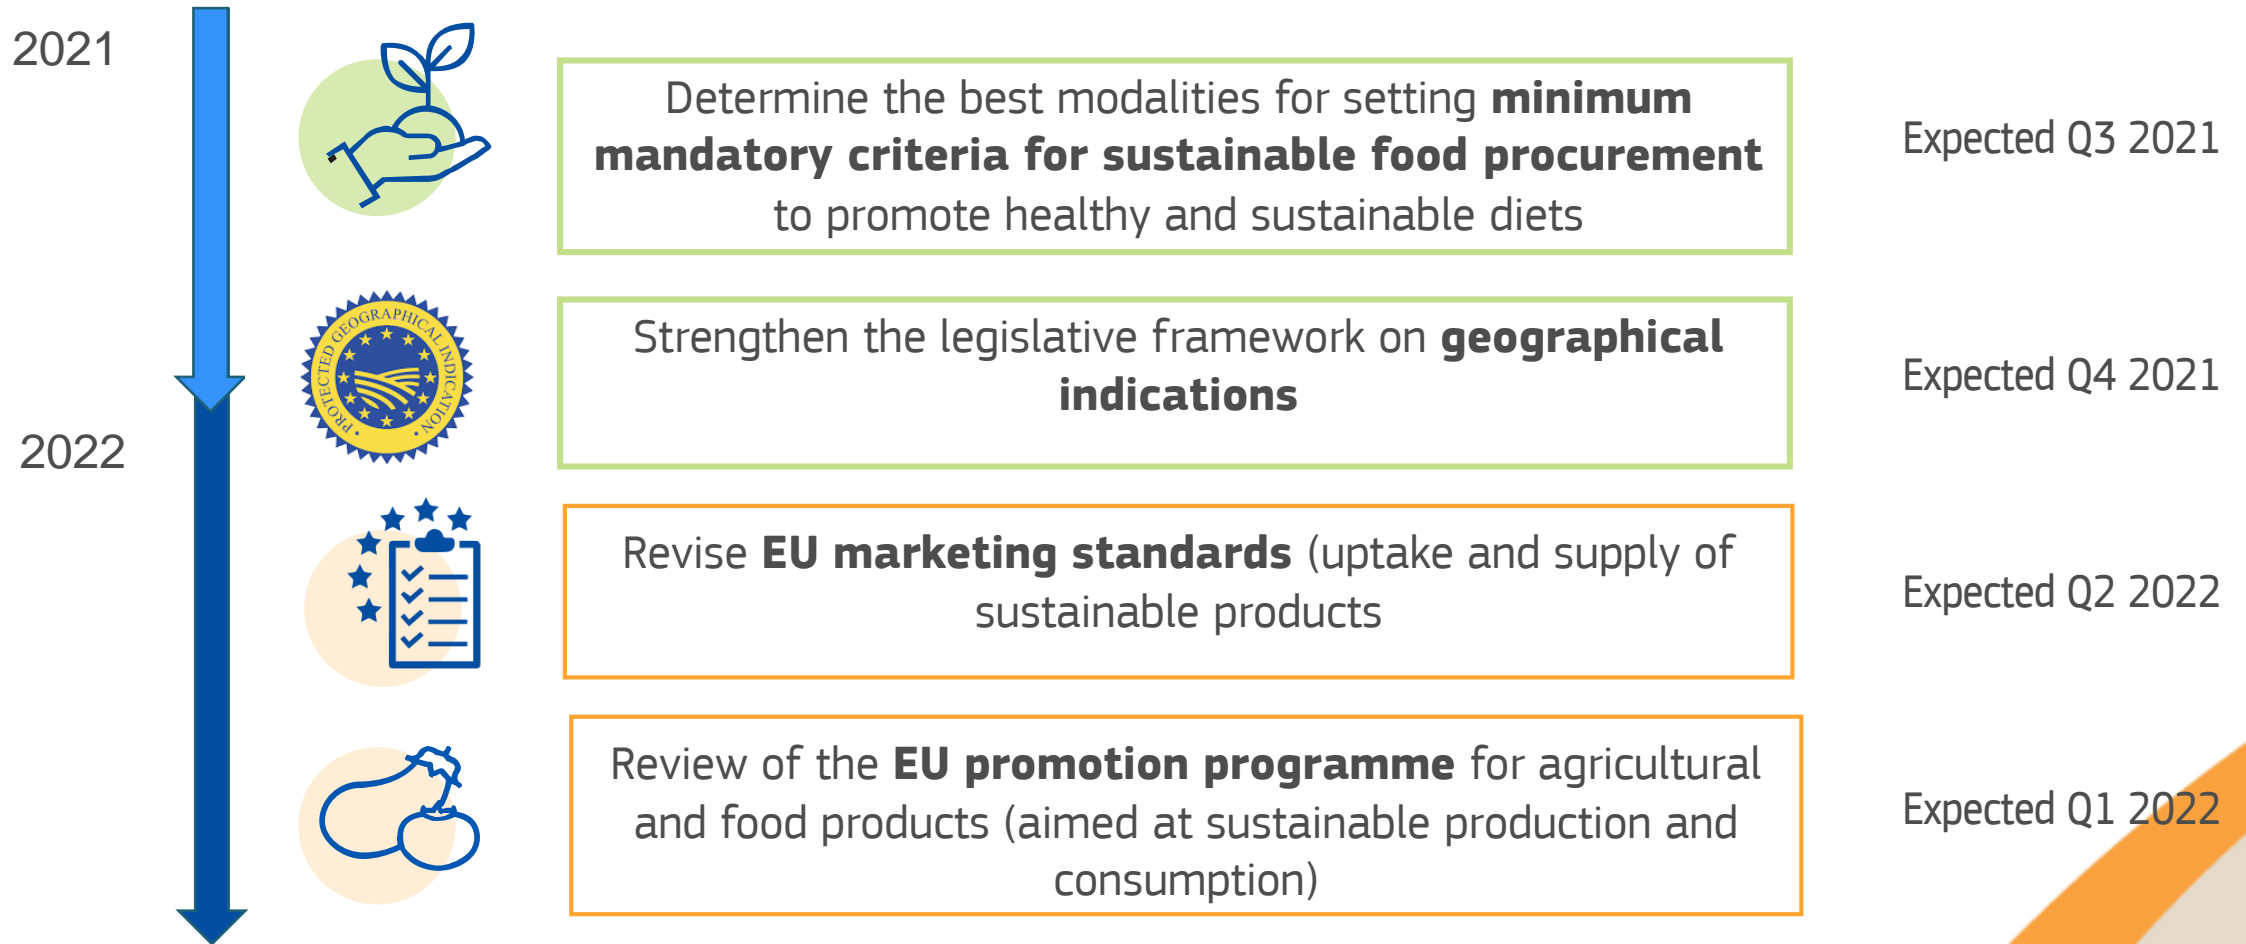 2021
Determine the best modalities for setting minimum
mandatory criteria for sustainable food procurement
to promote healthy and sustainable diets
Expected Q3 2021
PROTECTED GEOGRAPHICAL INDICATION
Strengthen the legislative framework on geographical
indications
Expected Q4 2021
2022
Revise EU marketing standards (uptake and supply of
sustainable products
Expected Q2 2022
Review of the EU promotion programme for agricultural
and food products (aimed at sustainable production and
consumption)
Expected Q1 2022